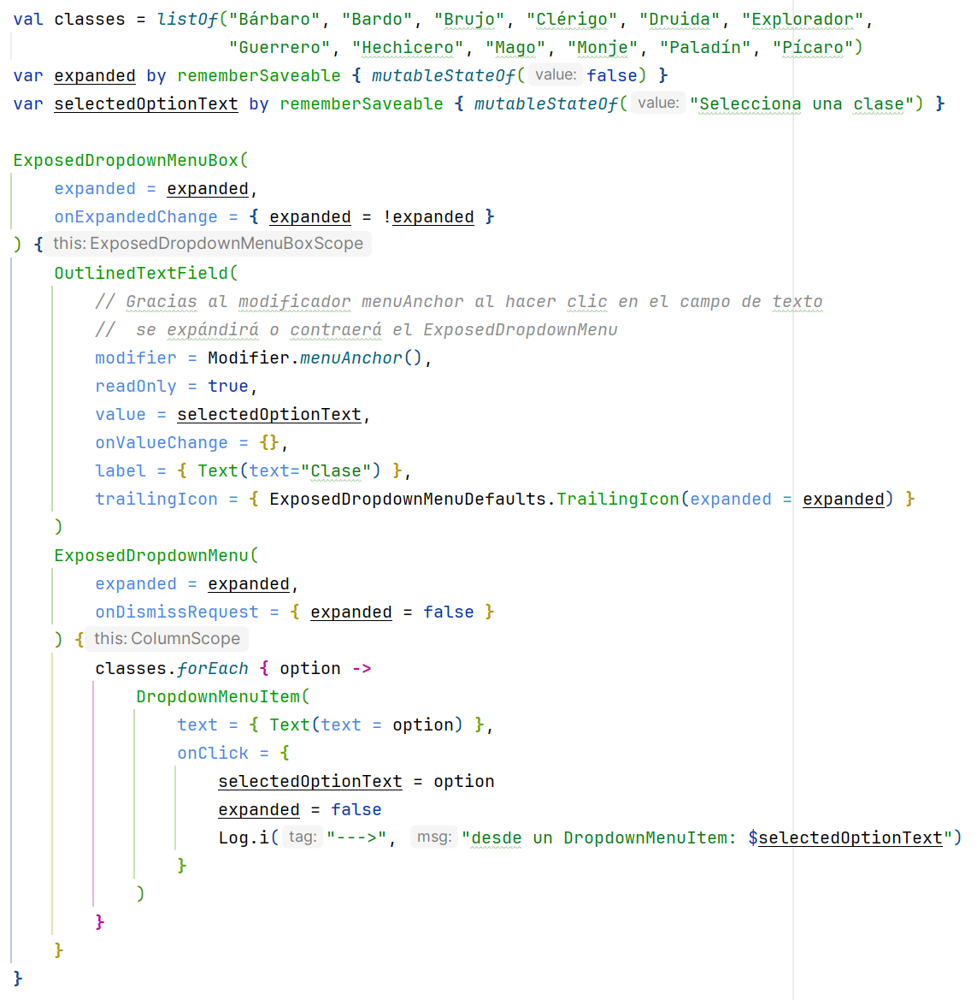 val classes = listOf("Bárbaro", "Bardo", "Brujo", "Clérigo", "Druida", "Explorador",
                     "Guerrero", "Hechicero", "Mago", "Monje", "Paladín", "Pícaro")
var expanded by rememberSaveable { mutableStateOf( value: false) }
var selectedOptionText by rememberSaveable { mutableStateOf( value: "Selecciona una clase") }

ExposedDropdownMenuBox(
    expanded = expanded,
    onExpandedChange = { expanded = !expanded }
) { this: ExposedDropdownMenuBoxScope
    OutlinedTextField(
        // Gracias al modificador menuAnchor al hacer clic en el campo de texto
        //  se expándirá o contraerá el ExposedDropdownMenu
        modifier = Modifier.menuAnchor(),
        readOnly = true,
        value = selectedOptionText,
        onValueChange = {},
        label = { Text(text="Clase") },
        trailingIcon = { ExposedDropdownMenuDefaults.TrailingIcon(expanded = expanded) }
    )
    ExposedDropdownMenu(
        expanded = expanded,
        onDismissRequest = { expanded = false }
    ) { this: ColumnScope
        classes.forEach { option ->
            DropdownMenuItem(
                text = { Text(text = option) },
                onClick = {
                    selectedOptionText = option
                    expanded = false
                    Log.i( tag: "--->", msg: "desde un DropdownMenuItem: $selectedOptionText")
                }
            )
        }
    }
}